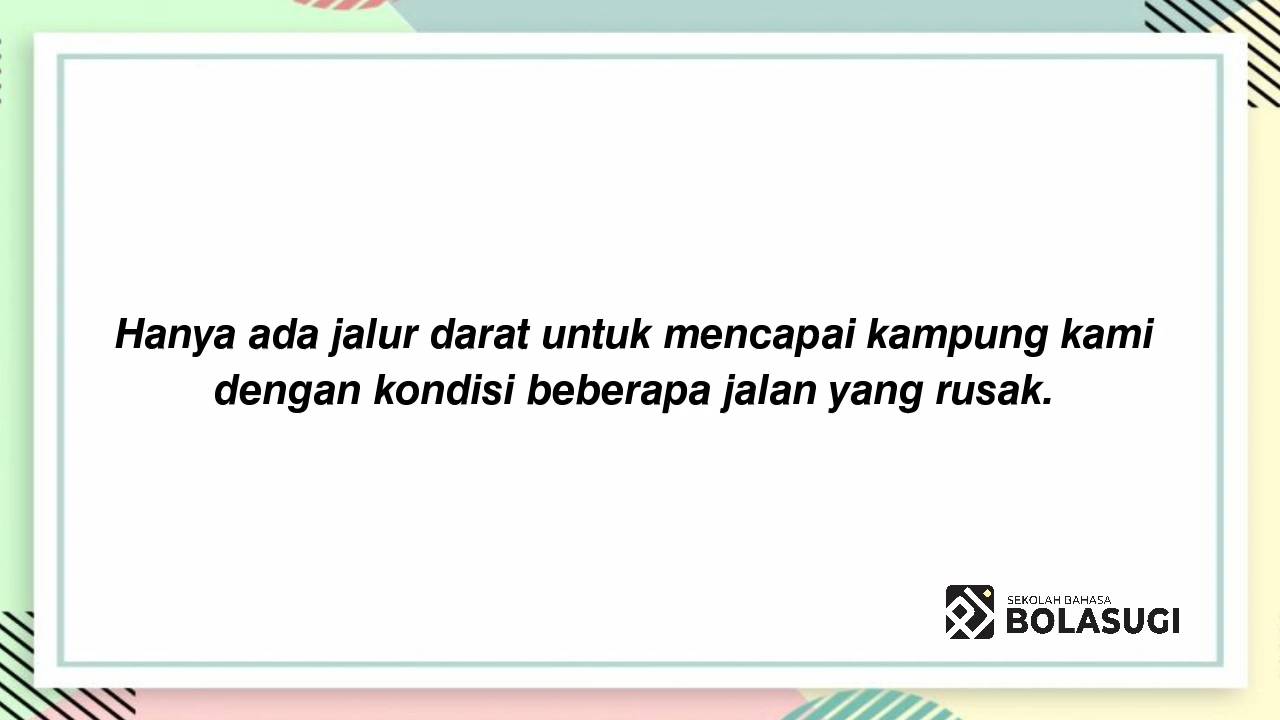 Hanya ada jalur darat untuk mencapai kampung kami
dengan kondisi beberapa jalan yang rusak.
SEKOLAH BAHASA
BOLASUGI